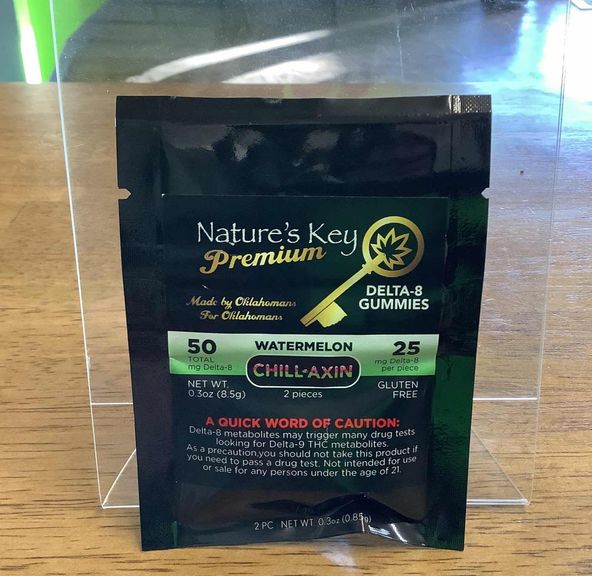 Nature's Key
Premium
DELTA-8
GUMMIES
Made by Oklahomans
For Oklahomans
50
TOTAL
mg Delta-8
WATERMELON
CHILL-AXIN
25
mg Delta-8
per piece
NET WT.
0.3oz (8.5g)
2 pieces
GLUTEN
FREE
A QUICK WORD OF CAUTION:
Delta-8 metabolites may trigger many drug tests
looking for Delta-9 THC metabolites.
As a precaution,you should not take this product if
you need to pass a drug test. Not intended for use
or sale for any persons under the age of 21.
2 PC NET WT 0.3oz (0.85g)